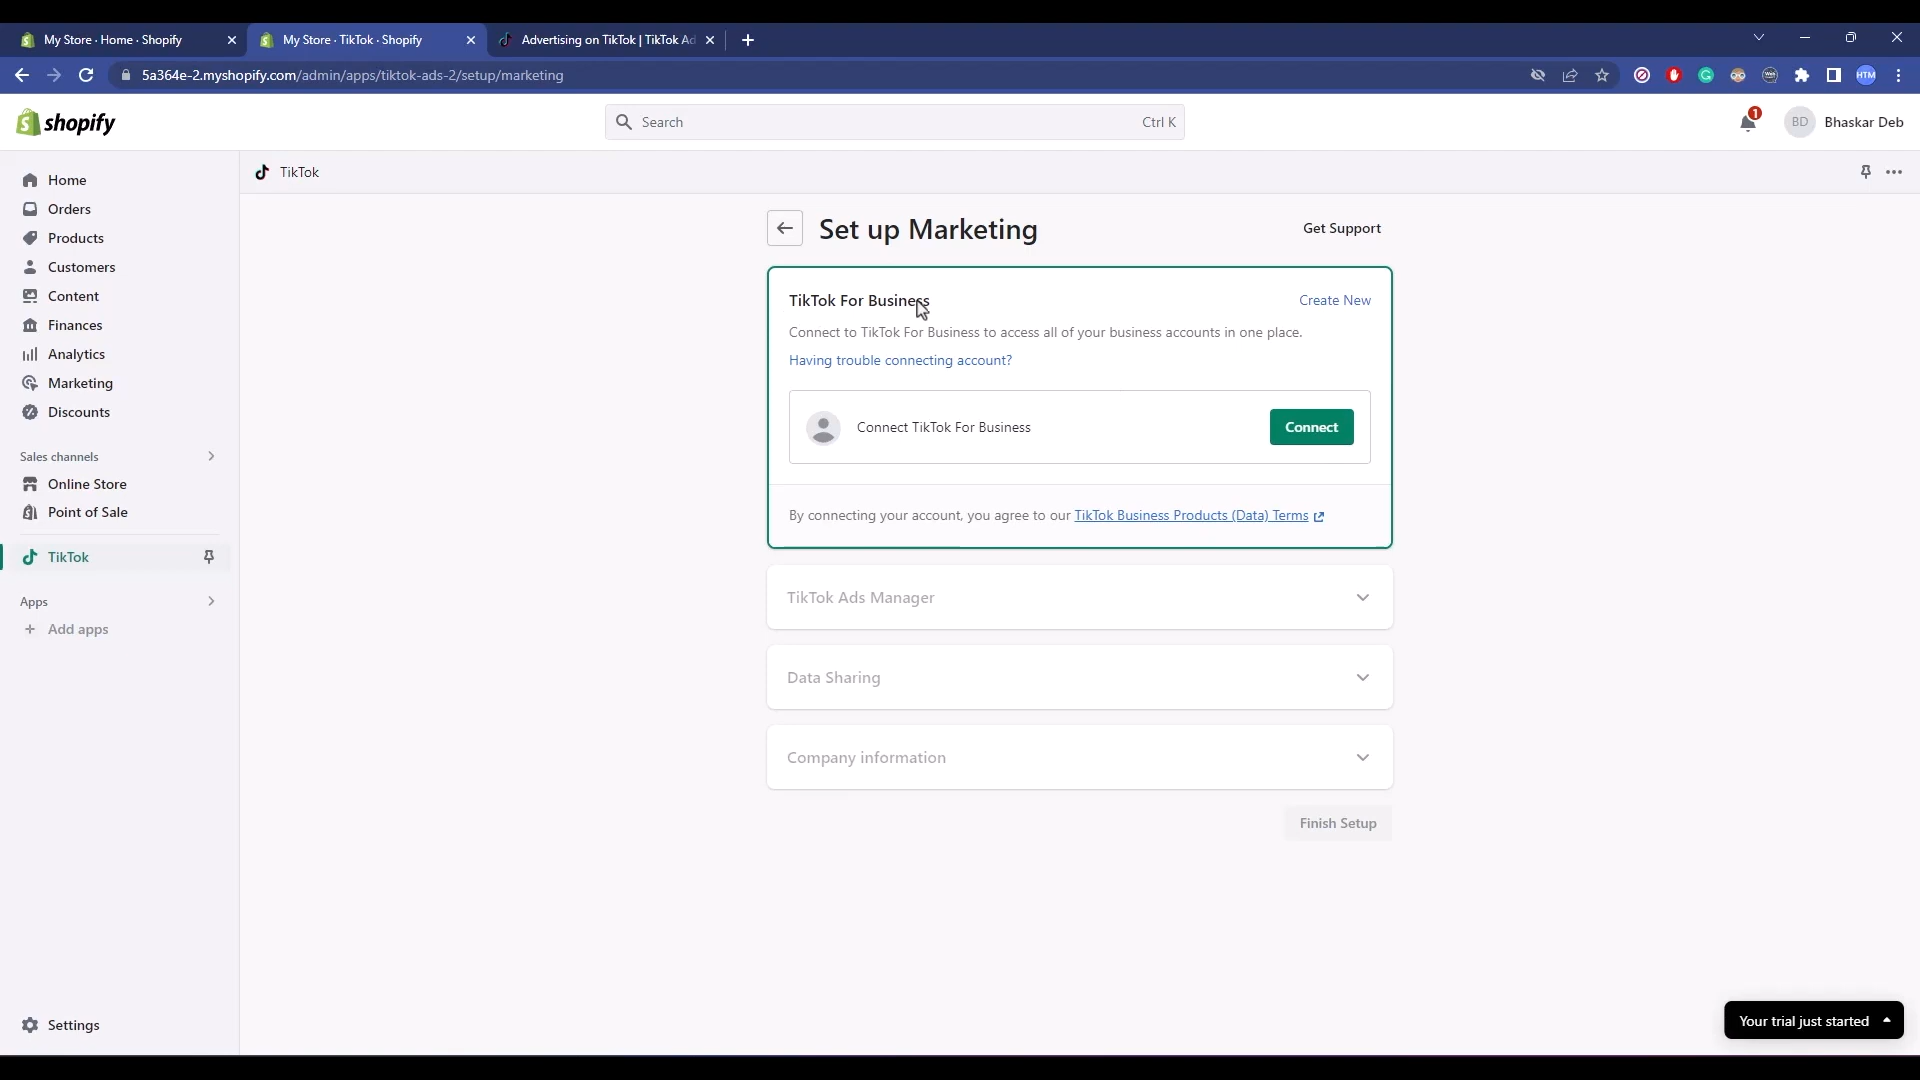 My Store · Home · Shopify
My Store · TikTok · Shopify
Advertising on TikTok | TikTok Ad
5a364e-2.myshopify.com/admin/apps/tiktok-ads-2/setup/marketing
HTM
shopify
Search
Ctrl K
1
BD
Bhaskar Deb
Home
Orders
Products
Customers
Content
Finances
Analytics
Marketing
Discounts
Sales channels
Online Store
Point of Sale
TikTok
Apps
Add apps
Settings
TikTok
Set up Marketing
Get Support
TikTok For Business
Create New
Connect to TikTok For Business to access all of your business accounts in one place.
Having trouble connecting account?
Connect TikTok For Business
Connect
By connecting your account, you agree to our TikTok Business Products (Data) Terms
TikTok Ads Manager
Data Sharing
Company information
Finish Setup
Your trial just started